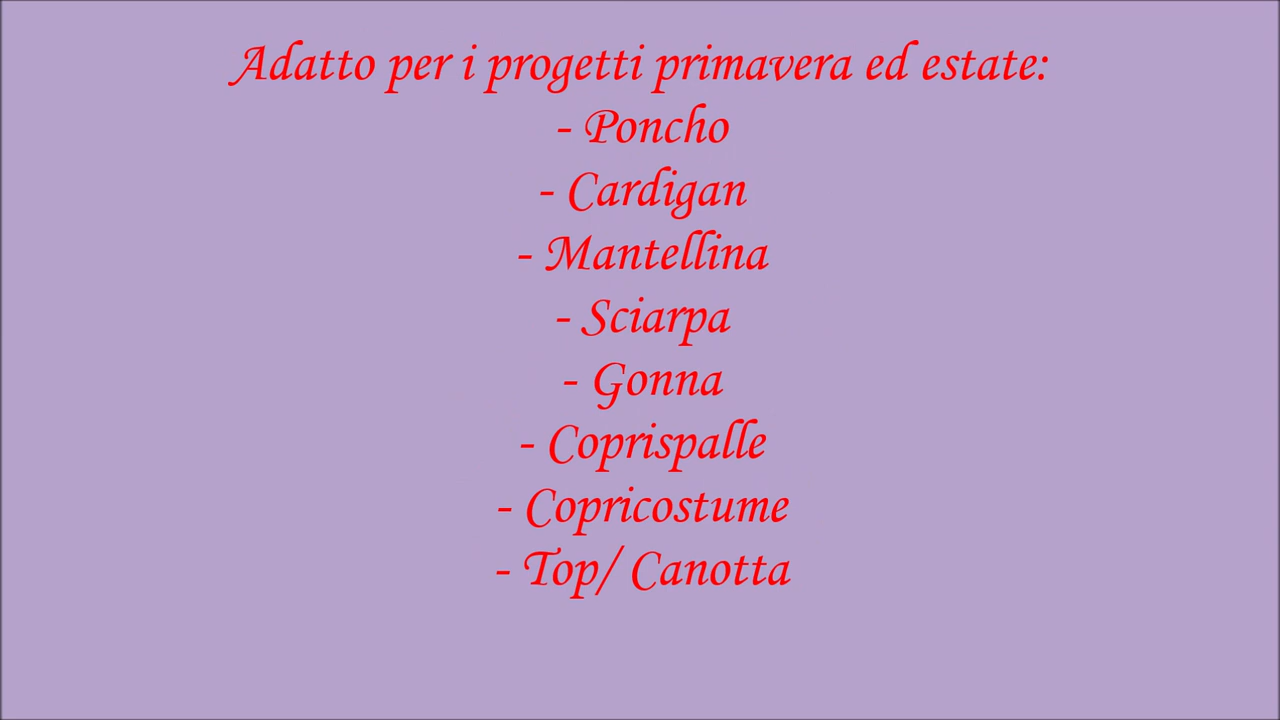 Adatto per i progetti primavera ed estate:
- Poncho
- Cardigan
- Mantellina
- Sciarpa
- Gonna
- Coprispalle
- Copricostume
- Top/ Canotta